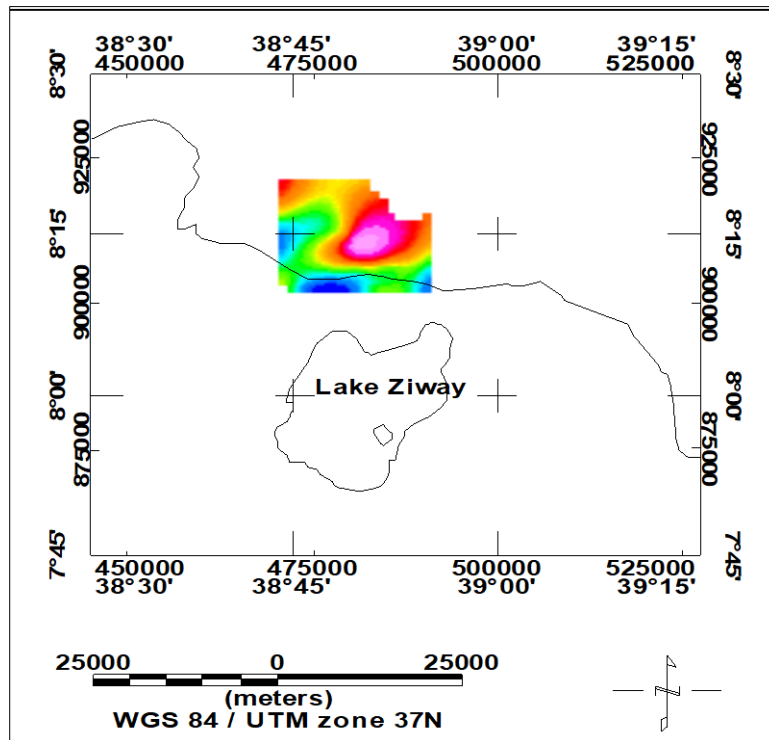 38°30' 38°45' 39°00' 39°15'
450000 475000 500000 525000
8°30' 8°30'
925000 925000
8°15' 8°15'
900000 900000
Lake Ziway
8°00' 8°00'
875000 875000
7°45' 7°45'
450000 475000 500000 525000
38°30' 38°45' 39°00' 39°15'
25000 0 25000
(meters)
WGS 84 / UTM zone 37N
N